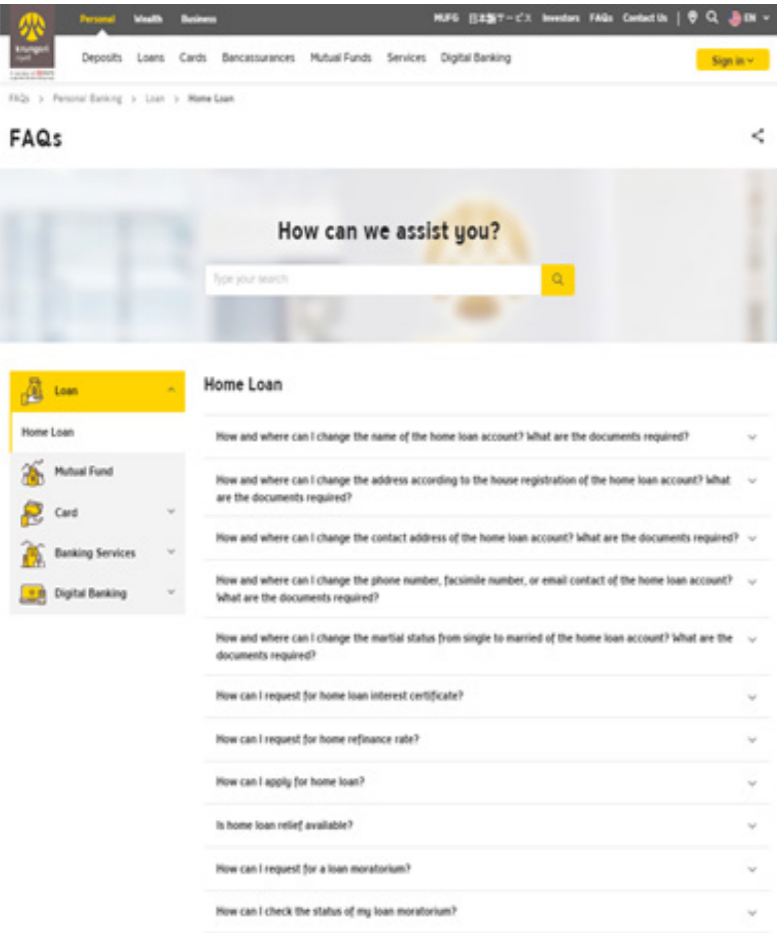 Personal Wealth Business MUFG 日本語サービス Investors FAQs Contact Us EN
krungsri
Deposits Loans Cards Bancassurances Mutual Funds Services Digital Banking Sign in
FAQs > Personal Banking > Loan > Home Loan
FAQs
How can we assist you?
Type your search
Loan
Home Loan
Mutual Fund
Card
Banking Services
Digital Banking
Home Loan
How and where can I change the name of the home loan account? What are the documents required?
How and where can I change the address according to the house registration of the home loan account? What
are the documents required?
How and where can I change the contact address of the home loan account? What are the documents required?
How and where can I change the phone number, facsimile number, or email contact of the home loan account?
What are the documents required?
How and where can I change the martial status from single to married of the home loan account? What are the
documents required?
How can I request for home loan interest certificate?
How can I request for home refinance rate?
How can I apply for home loan?
Is home loan relief available?
How can I request for a loan moratorium?
How can I check the status of my loan moratorium?